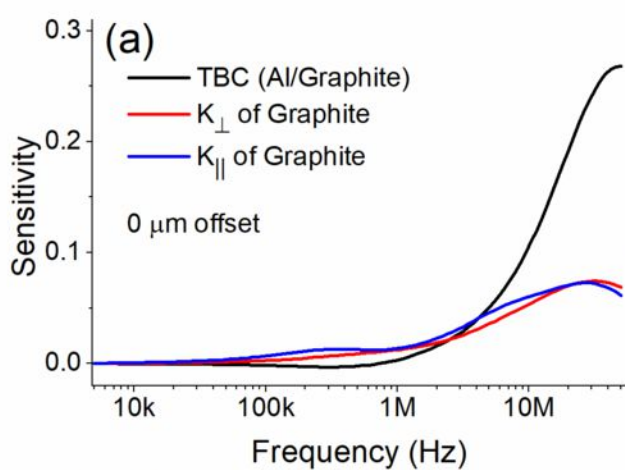 (a)
0.3
0.2
0.1
0.0
Sensitivity
TBC (Al/Graphite)
K⊥ of Graphite
K|| of Graphite
0 μm offset
10k 100k 1M 10M
Frequency (Hz)